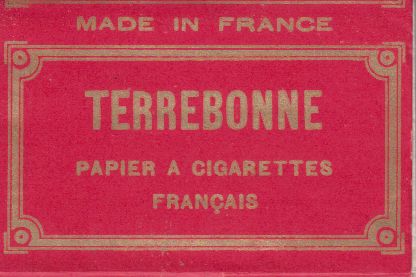 MADE IN FRANCE
TERREBONNE
PAPIER A CIGARETTES
FRANÇAIS